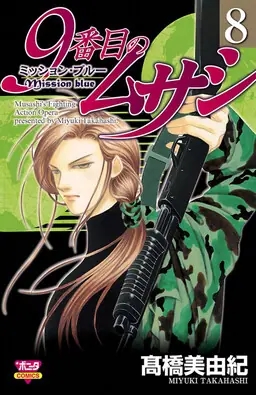 9番目の
ムサシ
8
ミッション・ブルー
Mission blue
Musashi's Fighting
Action Opera
presented by Miyuki Takahashi
ボニータ
COMICS
髙橋美由紀
MIYUKI TAKAHASHI